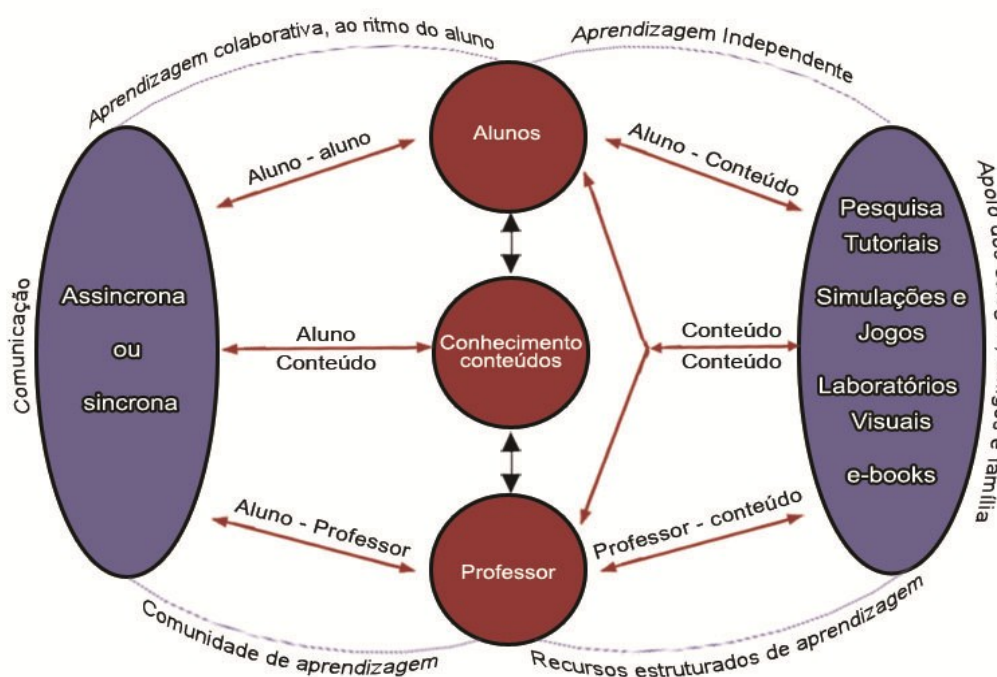 Aprendizagem colaborativa, ao ritmo do aluno
Aprendizagem Independente
Alunos
Aluno - aluno
Aluno - Conteúdo
Comunicação
Assincrona
ou
sincrona
Aluno
Conteúdo
Conhecimento
conteúdos
Conteúdo
Conteúdo
Pesquisa
Tutoriais
Simulações e
Jogos
Laboratórios
Visuais
e-books
Apoio dos
e família
Aluno - Professor
Professor
Professor - conteúdo
Comunidade de aprendizagem
Recursos estruturados de aprendizagem